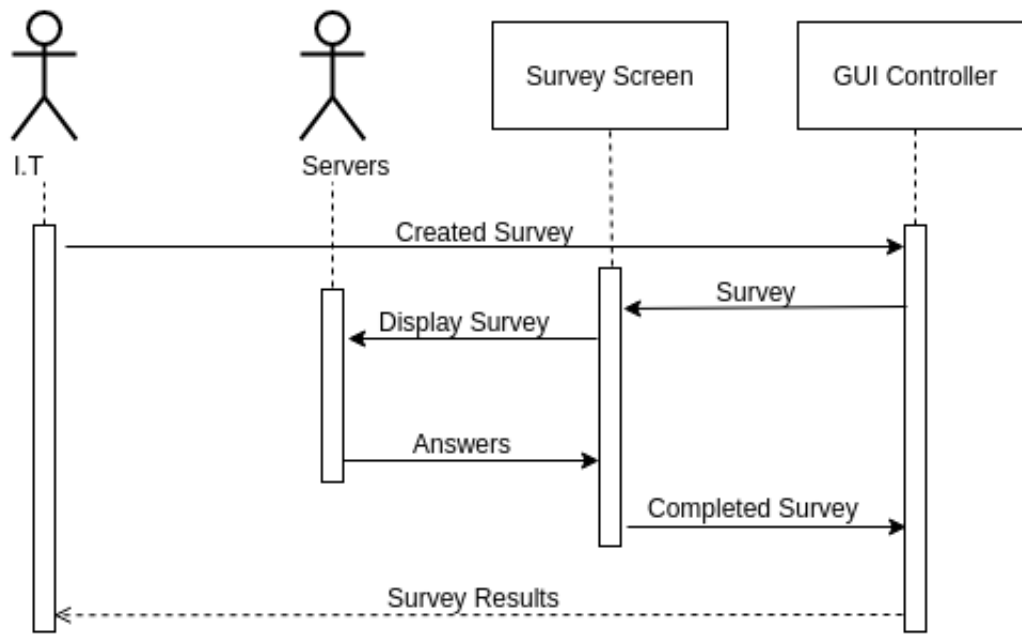 Survey Screen
GUI Controller
I.T
Servers
Created Survey
Survey
Display Survey
Answers
Completed Survey
Survey Results